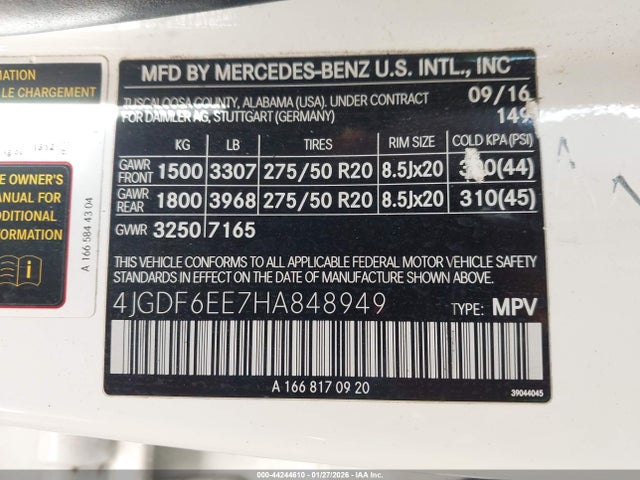 MFD BY MERCEDES-BENZ U.S. INTL., INC
TUSCALOOSA COUNTY, ALABAMA (USA). UNDER CONTRACT 09/16
FOR DAIMLER AG, STUTTGART (GERMANY) 149
KG LB TIRES RIM SIZE COLD KPA (PSI)
GAWR FRONT 1500 3307 275/50 R20 8.5Jx20 (44)
GAWR REAR 1800 3968 275/50 R20 8.5Jx20 310(45)
GVWR 3250 7165
THIS VEHICLE CONFORMS TO ALL APPLICABLE FEDERAL MOTOR VEHICLE SAFETY
STANDARDS IN EFFECT ON THE DATE OF MANUFACTURE SHOWN ABOVE.
4JGDF6EE7HA848949 TYPE: MPV
A 166 817 09 20
39044045
MATION
LE CHARGEMENT
E OWNER'S
ANUAL FOR
ADDITIONAL
FORMATION
A 166 584 43 04
000-44244610 - 01/27/2026 - IAA Holdings, LLC